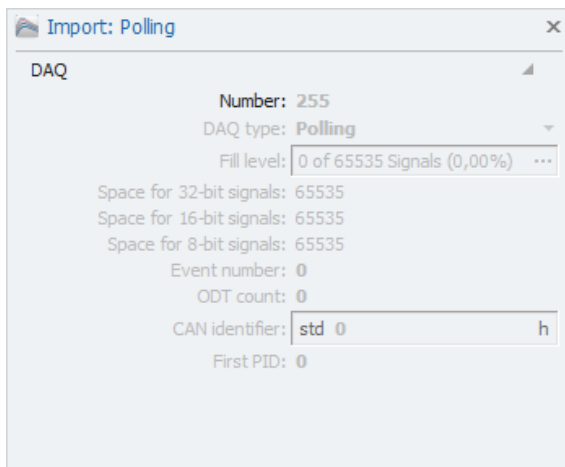 Import: Polling
DAQ
Number: 255
DAQ type: Polling
Fill level: 0 of 65535 Signals (0,00%) ...
Space for 32-bit signals: 65535
Space for 16-bit signals: 65535
Space for 8-bit signals: 65535
Event number: 0
ODT count: 0
CAN identifier: std 0 h
First PID: 0